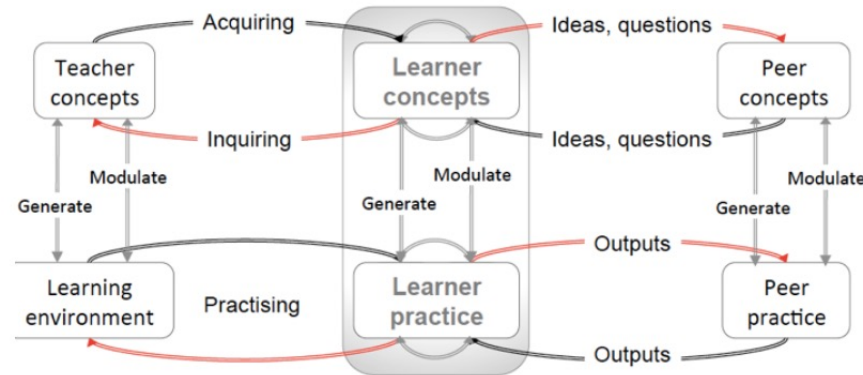 Acquiring
Ideas, questions
Teacher
concepts
Learner
concepts
Peer
concepts
Inquiring
Ideas, questions
Modulate
Generate
Modulate
Generate
Modulate
Generate
Outputs
Learning
environment
Practising
Learner
practice
Peer
practice
Outputs